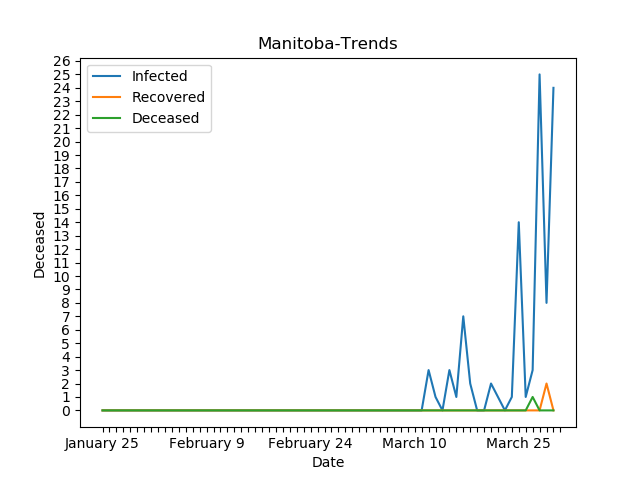 Manitoba-Trends
Infected
Recovered
Deceased
26
25
24
23
22
21
20
19
18
17
16
15
14
13
12
11
10
9
8
7
6
5
4
3
2
1
0
Deceased
January 25
February 9
February 24
March 10
March 25
Date